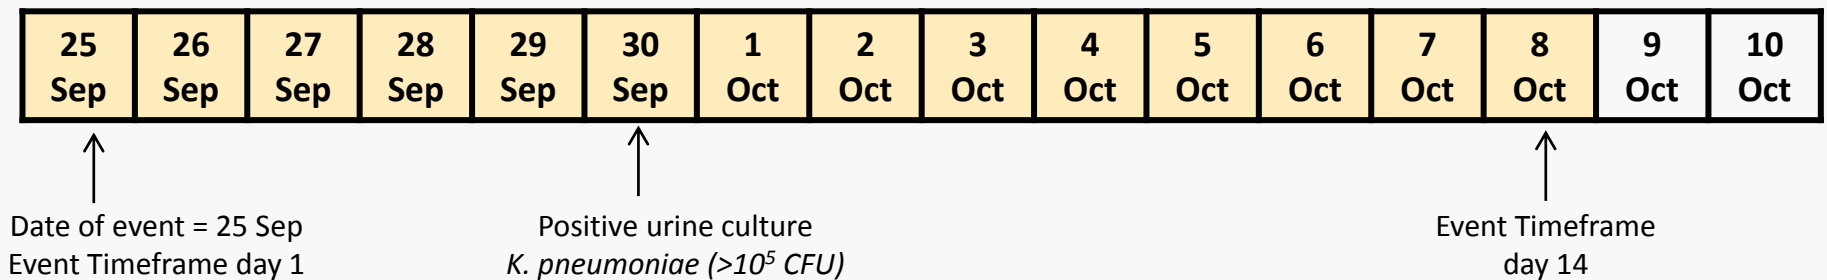 25 26 27 28 29 30 1 2 3 4 5 6 7 8 9 10
Sep Sep Sep Sep Sep Sep Oct Oct Oct Oct Oct Oct Oct Oct Oct Oct
Date of event = 25 Sep
Event Timeframe day 1
Positive urine culture
K. pneumoniae (>10⁵ CFU)
Event Timeframe
day 14